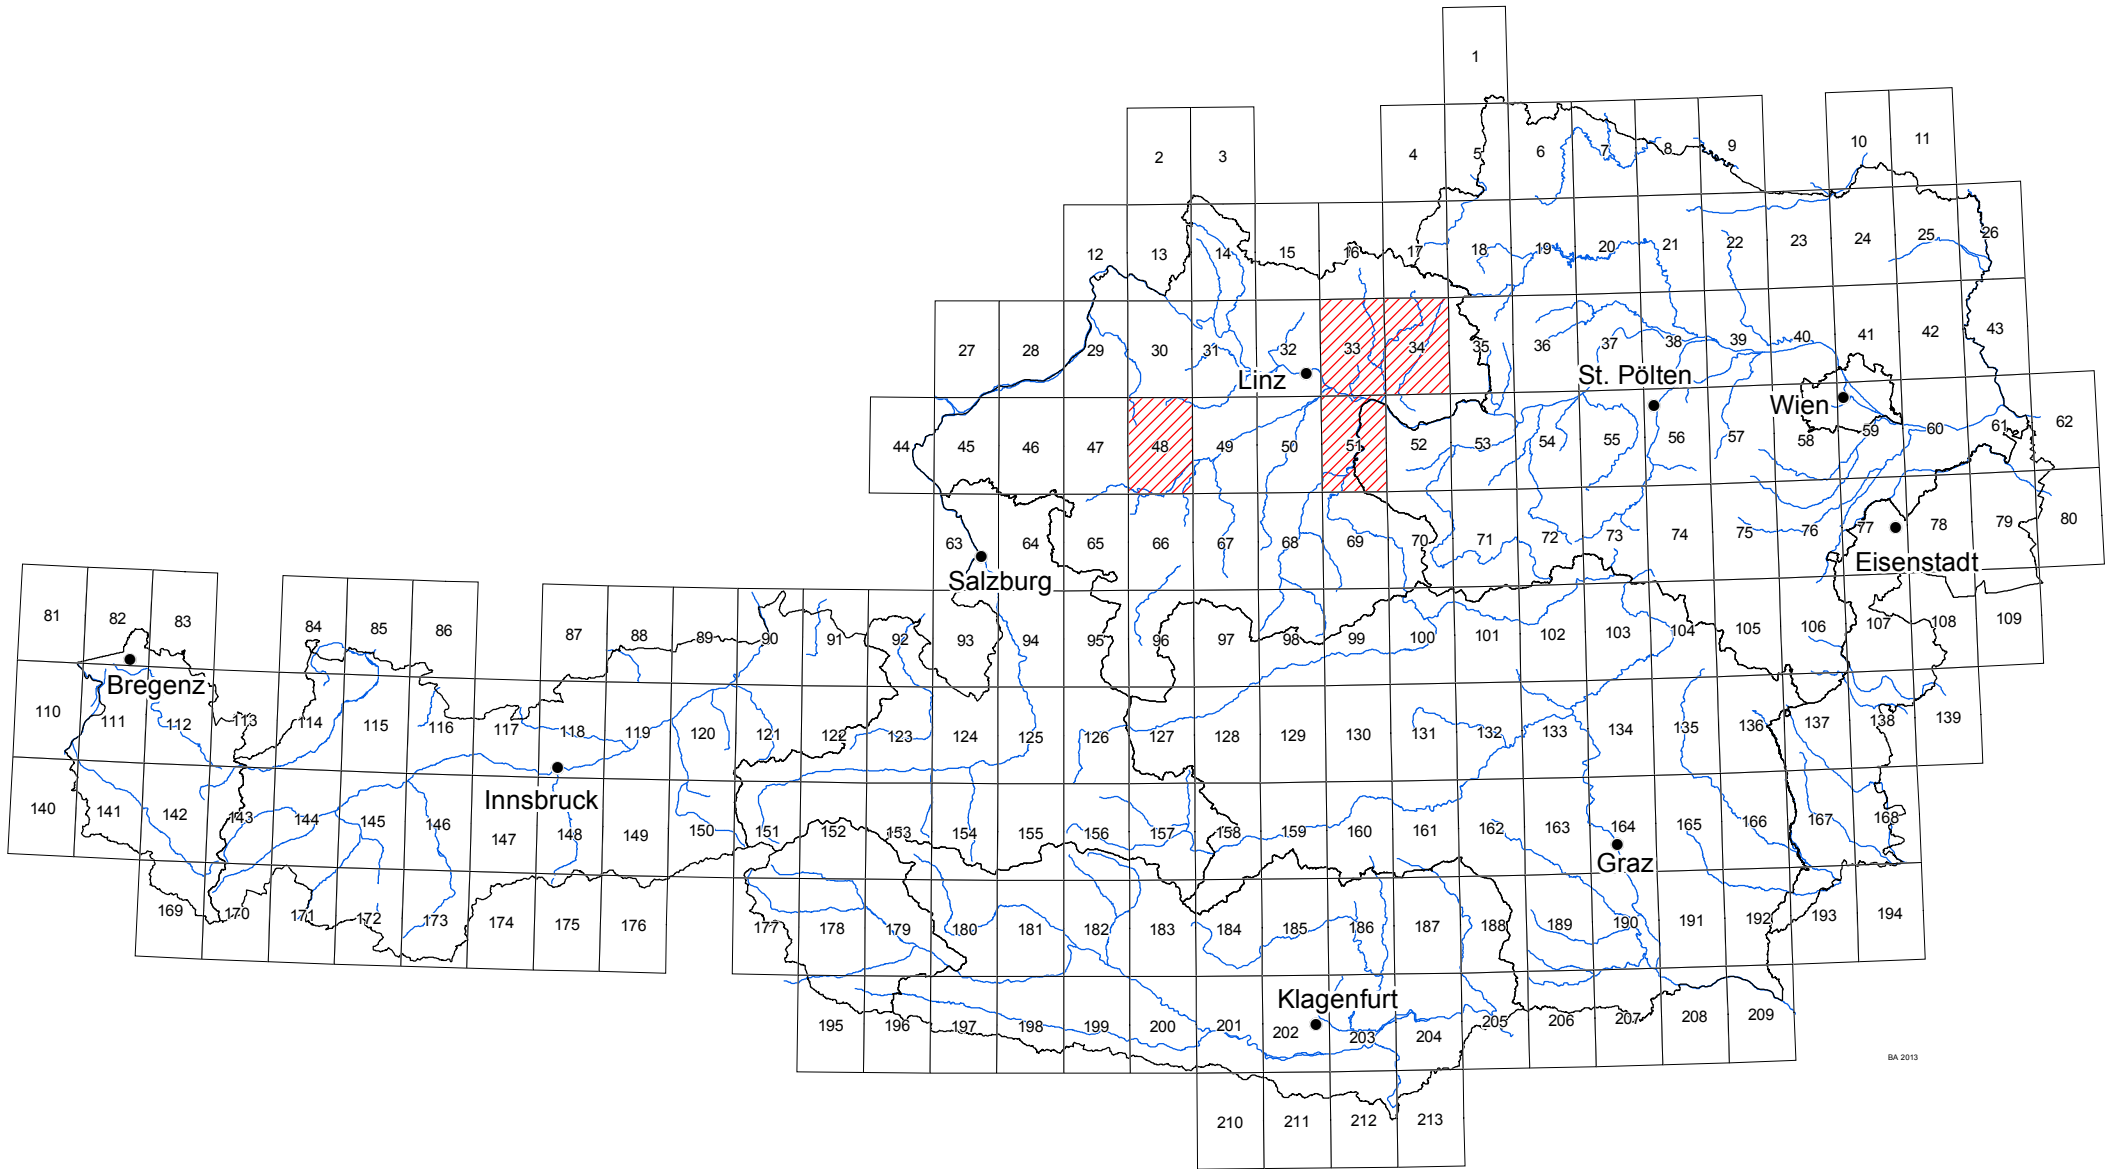 1
2 3 4 5 6 7 8 9 10 11
12 13 14 15 16 17 18 19 20 21 22 23 24 25 26
27 28 29 30 31 32 33 34 35 36 37 38 39 40 41 42 43
Linz
St. Pölten
Wien
44 45 46 47 48 49 50 51 52 53 54 55 56 57 58 59 60 61 62
63 64 65 66 67 68 69 70 71 72 73 74 75 76 77 78 79 80
Salzburg
Eisenstadt
81 82 83 84 85 86 87 88 89 90 91 92 93 94 95 96 97 98 99 100 101 102 103 104 105 106 107 108 109
Bregenz
110 111 112 113 114 115 116 117 118 119 120 121 122 123 124 125 126 127 128 129 130 131 132 133 134 135 136 137 138 139
Innsbruck
140 141 142 143 144 145 146 147 148 149 150 151 152 153 154 155 156 157 158 159 160 161 162 163 164 165 166 167 168
Graz
169 170 171 172 173 174 175 176 177 178 179 180 181 182 183 184 185 186 187 188 189 190 191 192 193 194
Klagenfurt
195 196 197 198 199 200 201 202 203 204 205 206 207 208 209
BA 2013
210 211 212 213